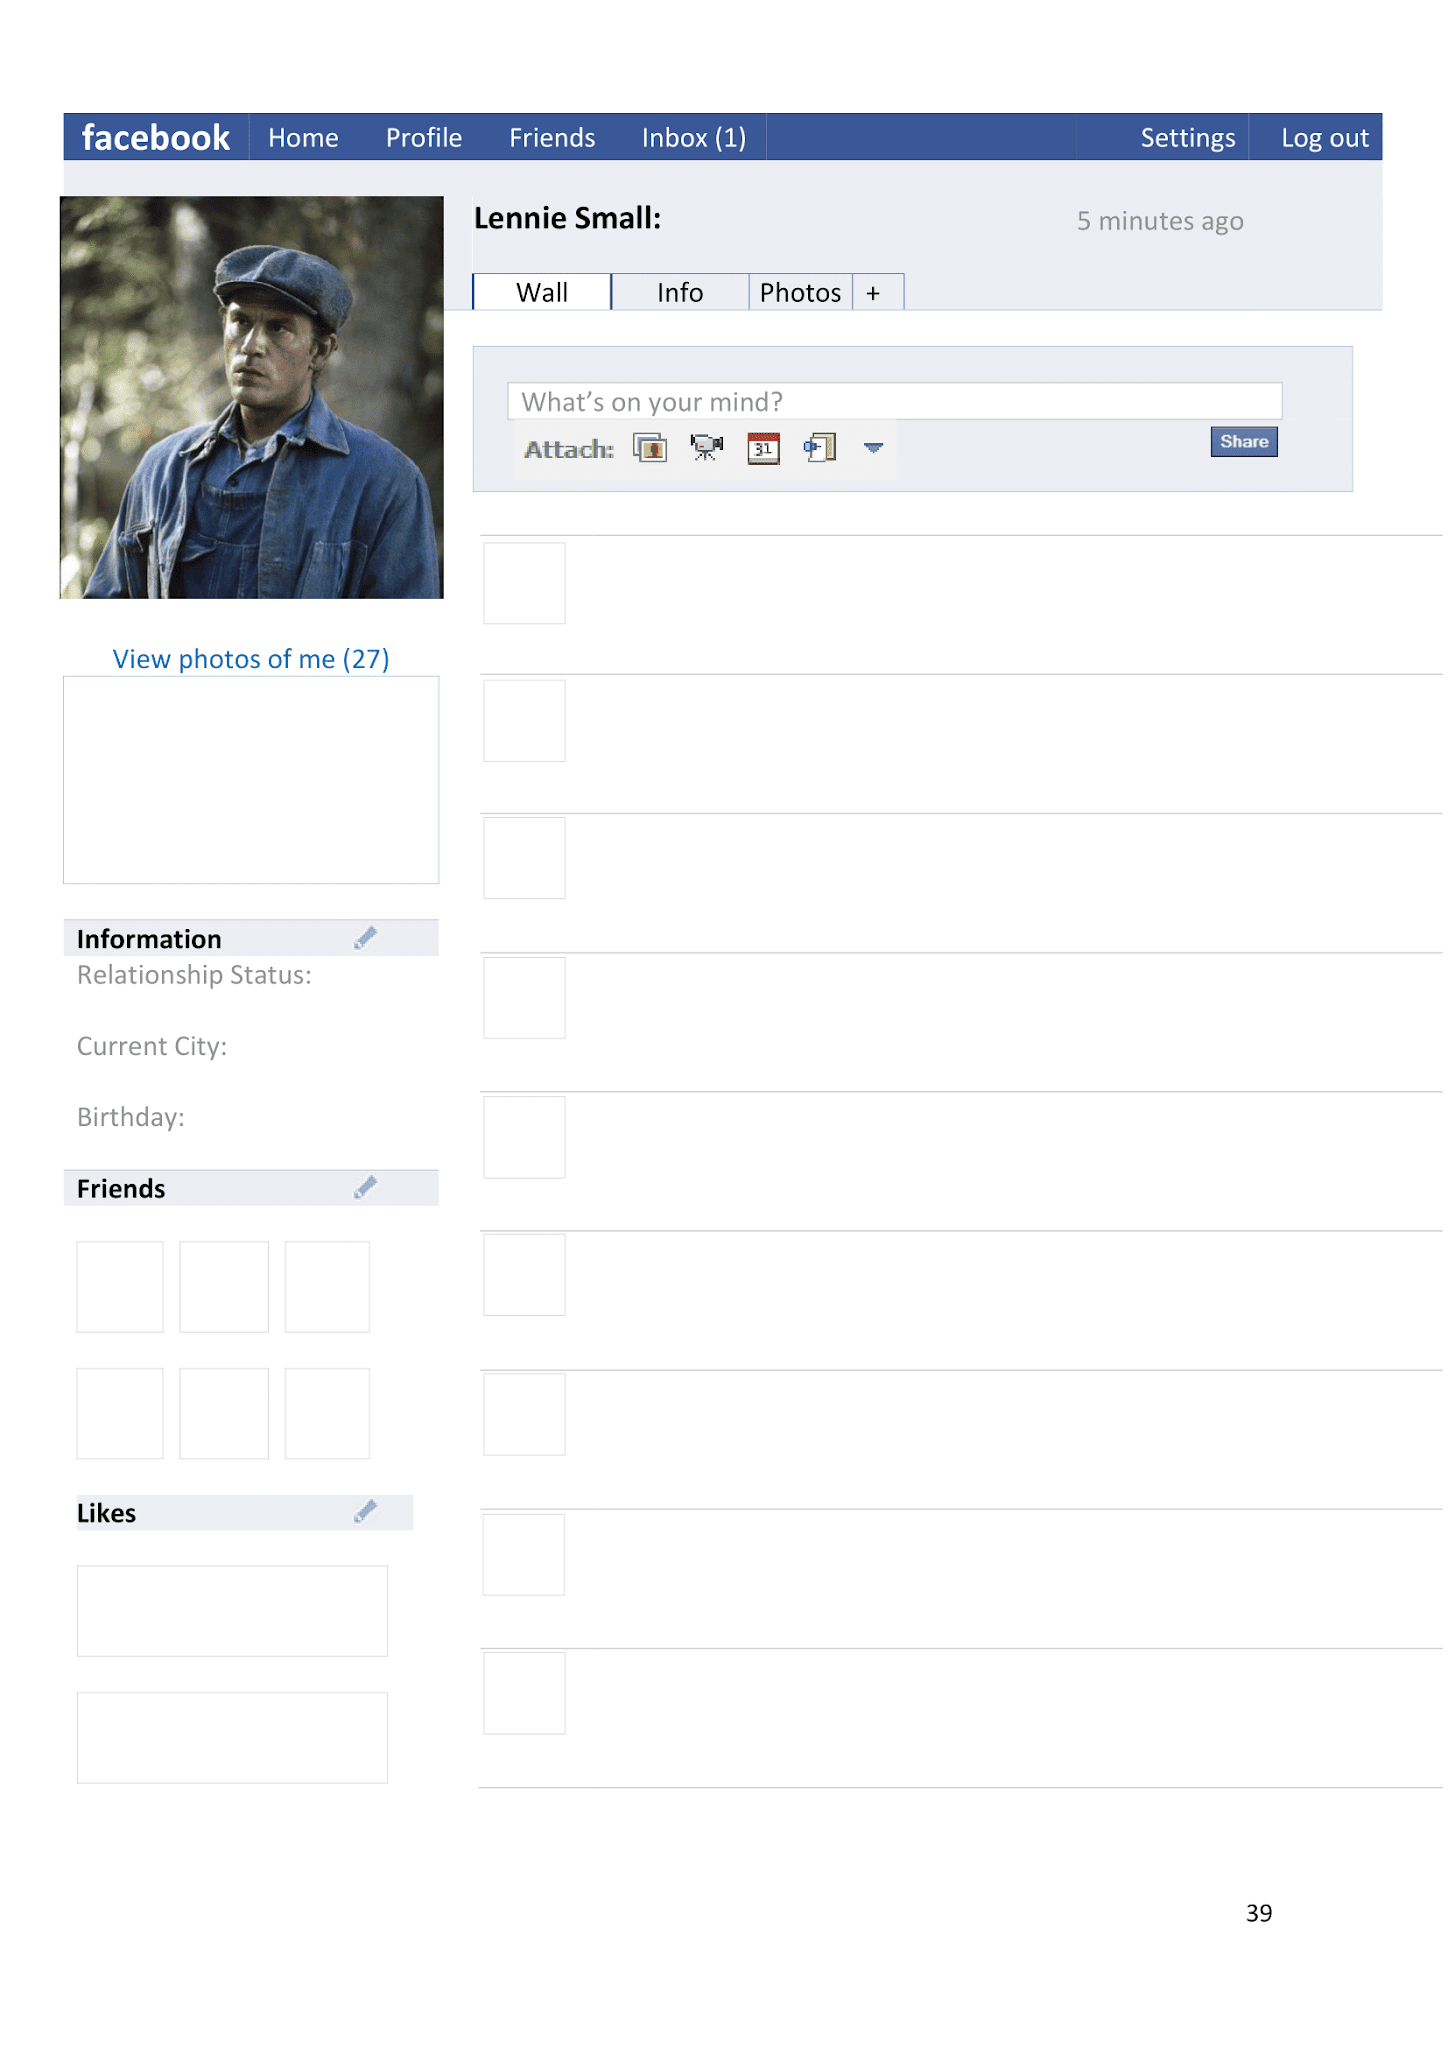 facebook Home Profile Friends Inbox (1) Settings Log out
Lennie Small: 5 minutes ago
Wall Info Photos +
What's on your mind?
Attach: 31 Share
View photos of me (27)
Information
Relationship Status:
Current City:
Birthday:
Friends
Likes
39